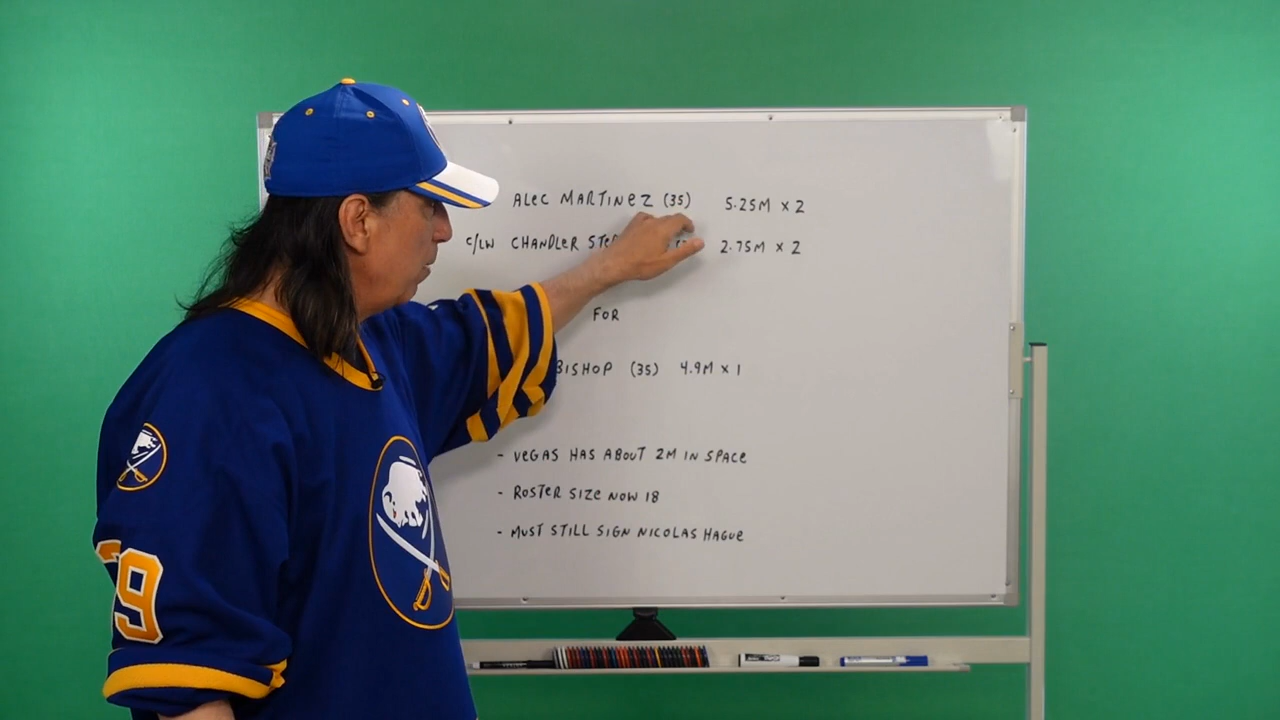 ALEC MARTINEZ (35) 5.25M x 2
C/LW CHANDLER 2.75M x 2
FOR
BISHOP (35) 4.9M x 1
- VEGAS HAS ABOUT 2M IN SPACE
- ROSTER SIZE NOW 18
- MUST STILL SIGN NICOLAS HAGUE
9